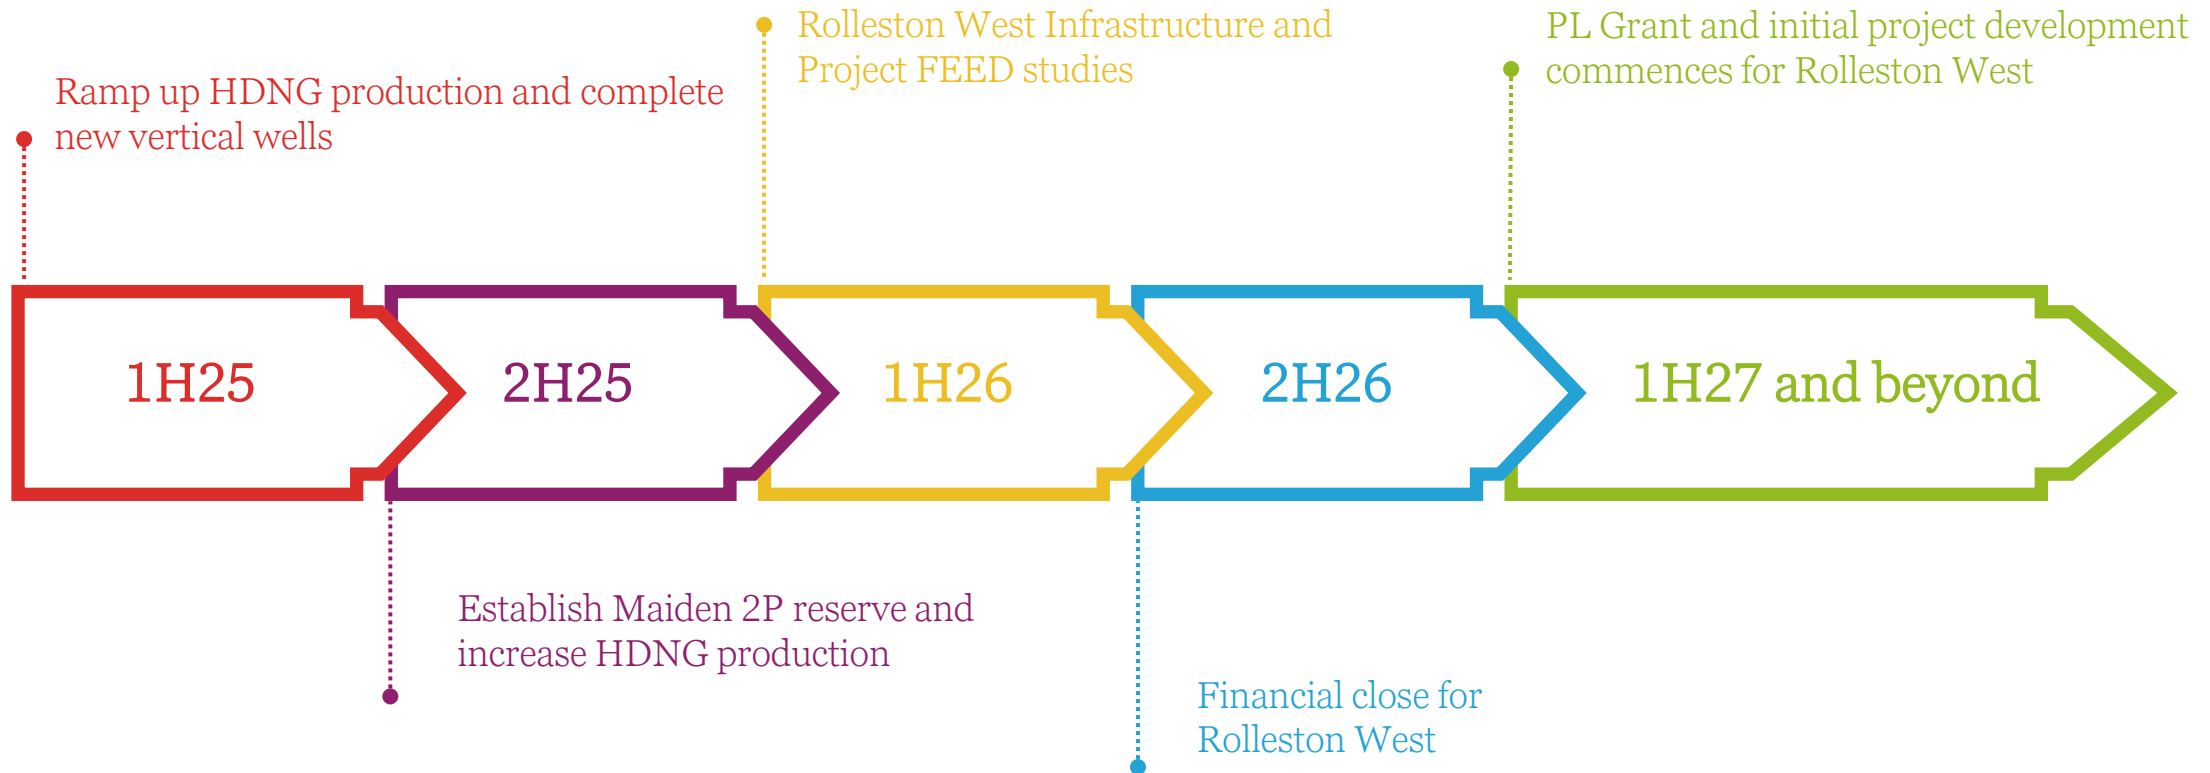 Rolleston West Infrastructure and
Project FEED studies
PL Grant and initial project development
commences for Rolleston West
Ramp up HDNG production and complete
new vertical wells
1H25
2H25
1H26
2H26
1H27 and beyond
Establish Maiden 2P reserve and
increase HDNG production
Financial close for
Rolleston West